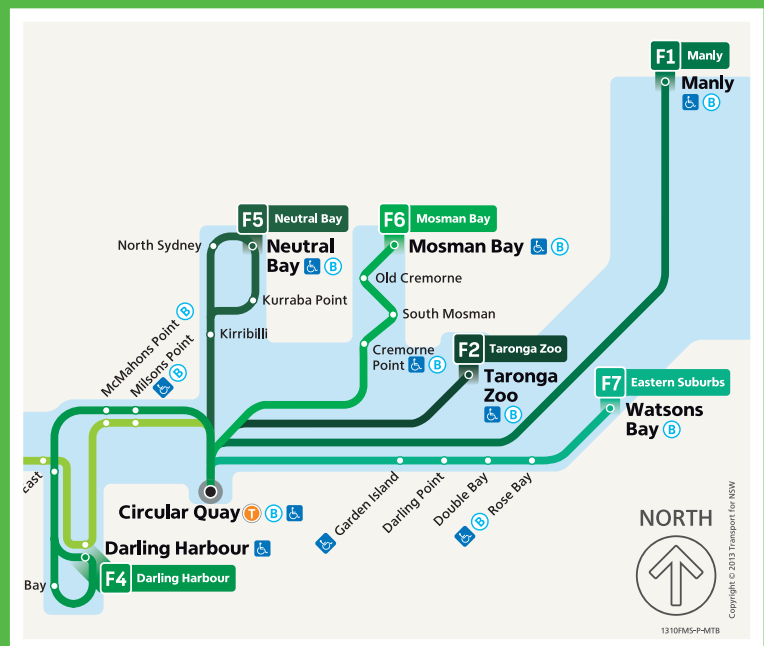 F1 Manly
Manly
B
F5 Neutral Bay
F6 Mosman Bay
North Sydney
Neutral
Bay B
Mosman Bay B
Old Cremorne
Kurraba Point
South Mosman
McMahons Point B
Milsons Point
B
Kirribilli
Cremorne
Point B
F2 Taronga Zoo
Taronga
Zoo
B
F7 Eastern Suburbs
Watsons
Bay B
Circular Quay T B
Garden Island
Darling Point
Double Bay
B Rose Bay
Darling Harbour
F4 Darling Harbour
Bay
NORTH
Copyright © 2013 Transport for NSW
1310FMS-P-MTB